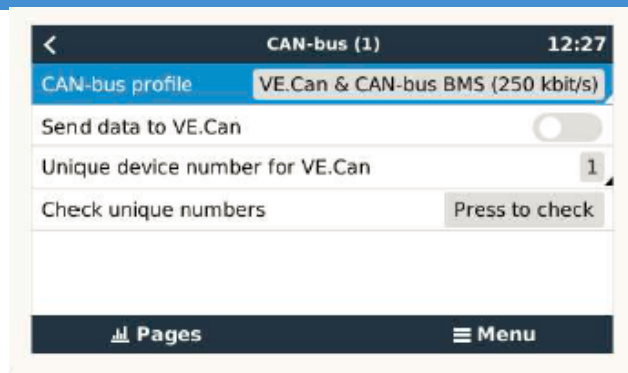 CAN-bus (1) 12:27
CAN-bus profile VE.Can & CAN-bus BMS (250 kbit/s)
Send data to VE.Can
Unique device number for VE.Can 1
Check unique numbers Press to check
Pages Menu